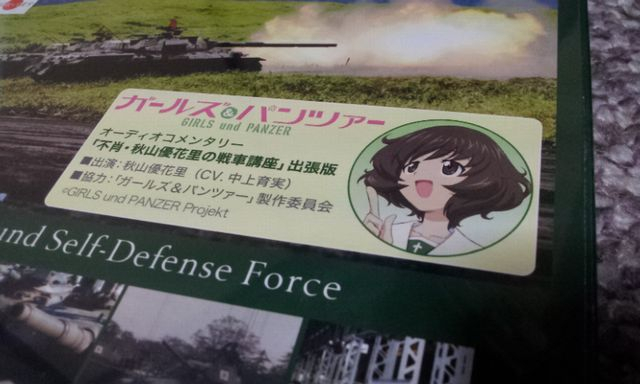 ガールズ&パンツァー
GIRLS und PANZER
オーディオコメンタリー
「不肖・秋山優花里の戦車講座」出張版
■出演：秋山優花里（CV. 中上育実）
■協力：「ガールズ&パンツァー」製作委員会
©GIRLS und PANZER Projekt
und Self-Defense Force